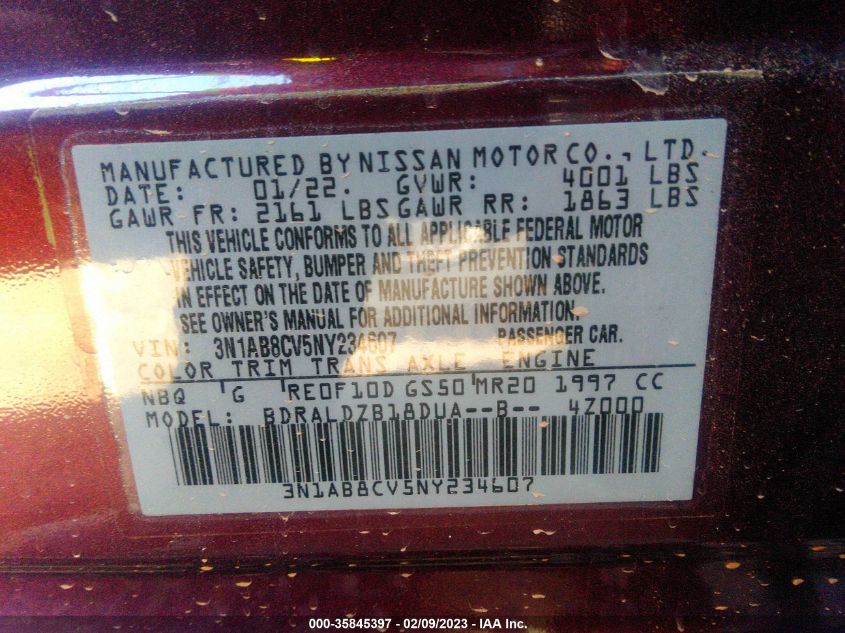 MANUFACTURED BY NISSAN MOTOR CO., LTD.
DATE: 01/22. GVWR: 4001 LBS
GAWR FR: 2161 LBS GAWR RR: 1863 LBS
THIS VEHICLE CONFORMS TO ALL APPLICABLE FEDERAL MOTOR
VEHICLE SAFETY, BUMPER AND THEFT PREVENTION STANDARDS
IN EFFECT ON THE DATE OF MANUFACTURE SHOWN ABOVE.
SEE OWNER'S MANUAL FOR ADDITIONAL INFORMATION.
VIN: 3N1AB8CV5NY234607 PASSENGER CAR.
COLOR TRIM TRANS AXLE ENGINE
NBQ G RE0F10D GS50 MR20 1997 CC
MODEL: BDRALDZB18DUA--B-- 4Z000
3N1AB8CV5NY234607
000-35845397 - 02/09/2023 - IAA Inc.